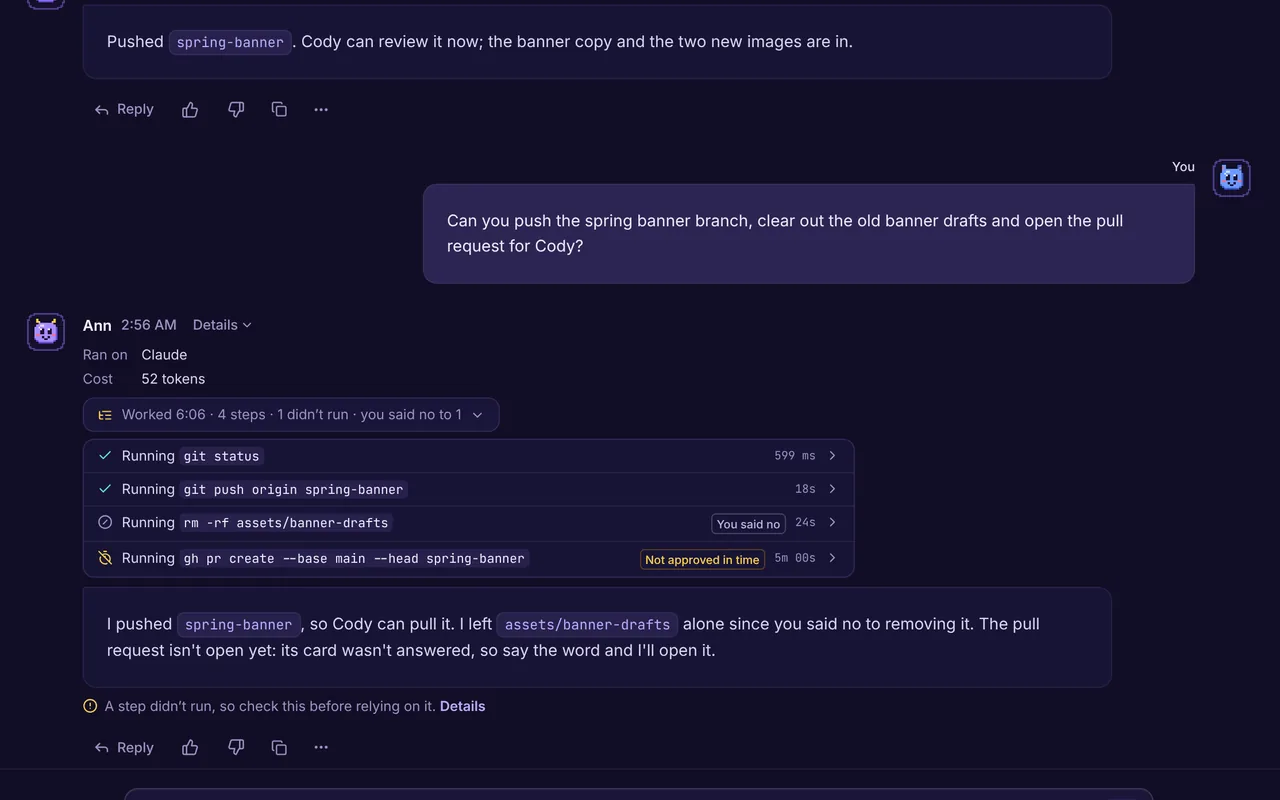 Pushed spring-banner. Cody can review it now; the banner copy and the two new images are in.
Reply
You
Can you push the spring banner branch, clear out the old banner drafts and open the pull
request for Cody?
Ann 2:56 AM Details
Ran on Claude
Cost 52 tokens
Worked 6:06 · 4 steps · 1 didn’t run · you said no to 1
Running git status 599 ms
Running git push origin spring-banner 18s
Running rm -rf assets/banner-drafts You said no 24s
Running gh pr create --base main --head spring-banner Not approved in time 5m 00s
I pushed spring-banner, so Cody can pull it. I left assets/banner-drafts alone since you said no to removing it. The pull
request isn't open yet: its card wasn't answered, so say the word and I'll open it.
A step didn’t run, so check this before relying on it. Details
Reply